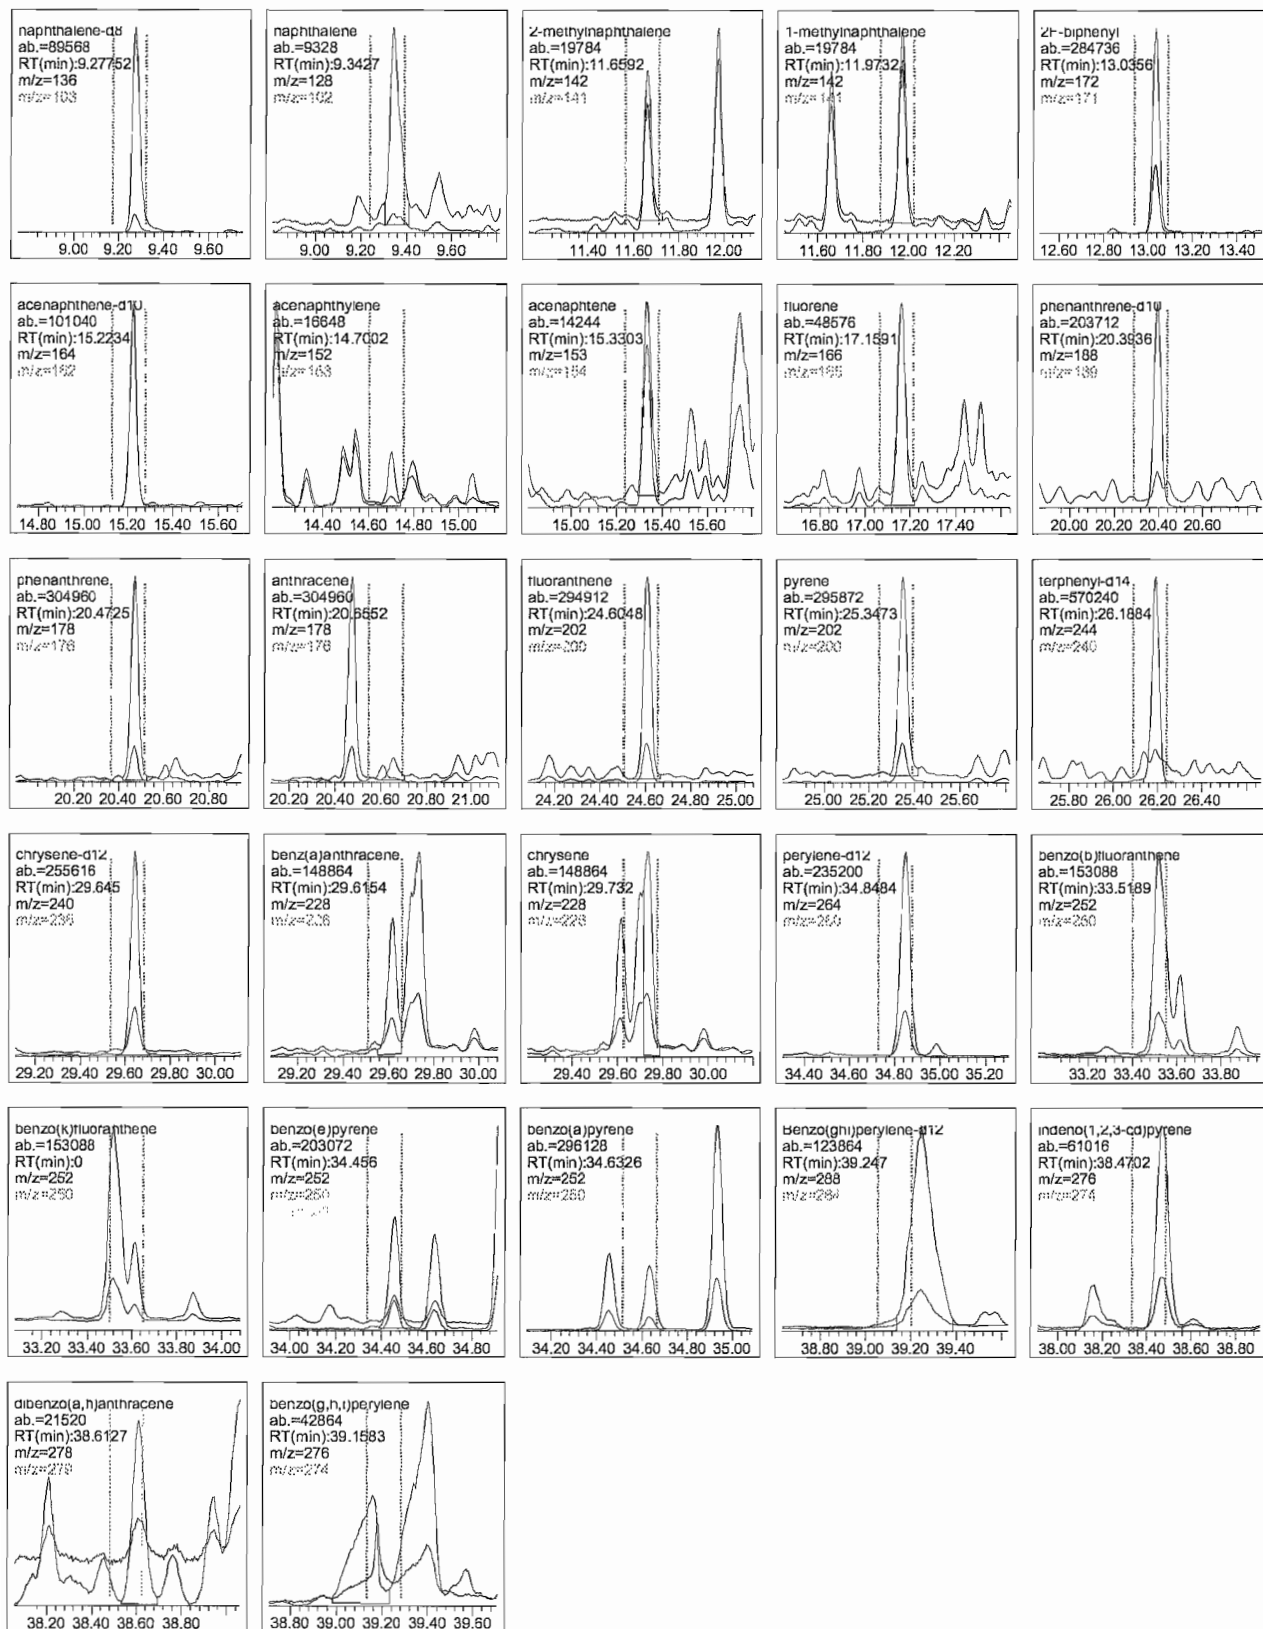 naphthalene-d8
ab.=89568
RT(min):9.27752
m/z=136
m/z=103
9.00 9.20 9.40 9.60
naphthalene
ab.=9328
RT(min):9.3427
m/z=128
m/z=102
9.00 9.20 9.40 9.60
2-methylnaphthalene
ab.=19784
RT(min):11.6592
m/z=142
m/z=141
11.40 11.60 11.80 12.00
1-methylnaphthalene
ab.=19784
RT(min):11.9732
m/z=142
m/z=141
11.60 11.80 12.00 12.20
2F-biphenyl
ab.=284736
RT(min):13.0356
m/z=172
m/z=171
12.60 12.80 13.00 13.20 13.40
acenaphthene-d10
ab.=101040
RT(min):15.2234
m/z=164
m/z=162
14.80 15.00 15.20 15.40 15.60
acenaphthylene
ab.=16648
RT(min):14.7002
m/z=152
m/z=153
14.40 14.60 14.80 15.00
acenaphtene
ab.=14244
RT(min):15.3303
m/z=153
m/z=154
15.00 15.20 15.40 15.60
fluorene
ab.=48576
RT(min):17.1591
m/z=166
m/z=165
16.80 17.00 17.20 17.40
phenanthrene-d10
ab.=203712
RT(min):20.3936
m/z=188
m/z=189
20.00 20.20 20.40 20.60
phenanthrene
ab.=304960
RT(min):20.4725
m/z=178
m/z=176
20.20 20.40 20.60 20.80
anthracene
ab.=304960
RT(min):20.6552
m/z=178
m/z=176
20.20 20.40 20.60 20.80 21.00
fluoranthene
ab.=294912
RT(min):24.6048
m/z=202
m/z=200
24.20 24.40 24.60 24.80 25.00
pyrene
ab.=295872
RT(min):25.3473
m/z=202
m/z=200
25.00 25.20 25.40 25.60
terphenyl-d14
ab.=570240
RT(min):26.1884
m/z=244
m/z=240
25.80 26.00 26.20 26.40
chrysene-d12
ab.=255616
RT(min):29.645
m/z=240
m/z=236
29.20 29.40 29.60 29.80 30.00
benz(a)anthracene
ab.=148864
RT(min):29.6154
m/z=228
m/z=226
29.20 29.40 29.60 29.80 30.00
chrysene
ab.=148864
RT(min):29.732
m/z=228
m/z=226
29.40 29.60 29.80 30.00
perylene-d12
ab.=235200
RT(min):34.8484
m/z=264
m/z=260
34.40 34.60 34.80 35.00 35.20
benzo(b)fluoranthene
ab.=153088
RT(min):33.5189
m/z=252
m/z=250
33.20 33.40 33.60 33.80
benzo(k)fluoranthene
ab.=153088
RT(min):0
m/z=252
m/z=250
33.20 33.40 33.60 33.80 34.00
benzo(e)pyrene
ab.=203072
RT(min):34.456
m/z=252
m/z=250
34.00 34.20 34.40 34.60 34.80
benzo(a)pyrene
ab.=296128
RT(min):34.6326
m/z=252
m/z=250
34.20 34.40 34.60 34.80 35.00
Benzo(ghi)perylene-d12
ab.=123864
RT(min):39.247
m/z=288
m/z=284
38.80 39.00 39.20 39.40
indeno(1,2,3-cd)pyrene
ab.=61016
RT(min):38.4702
m/z=276
m/z=274
38.00 38.20 38.40 38.60 38.80
dibenzo(a,h)anthracene
ab.=21520
RT(min):38.6127
m/z=278
m/z=279
38.20 38.40 38.60 38.80
benzo(g,h,i)perylene
ab.=42864
RT(min):39.1583
m/z=276
m/z=274
38.80 39.00 39.20 39.40 39.60